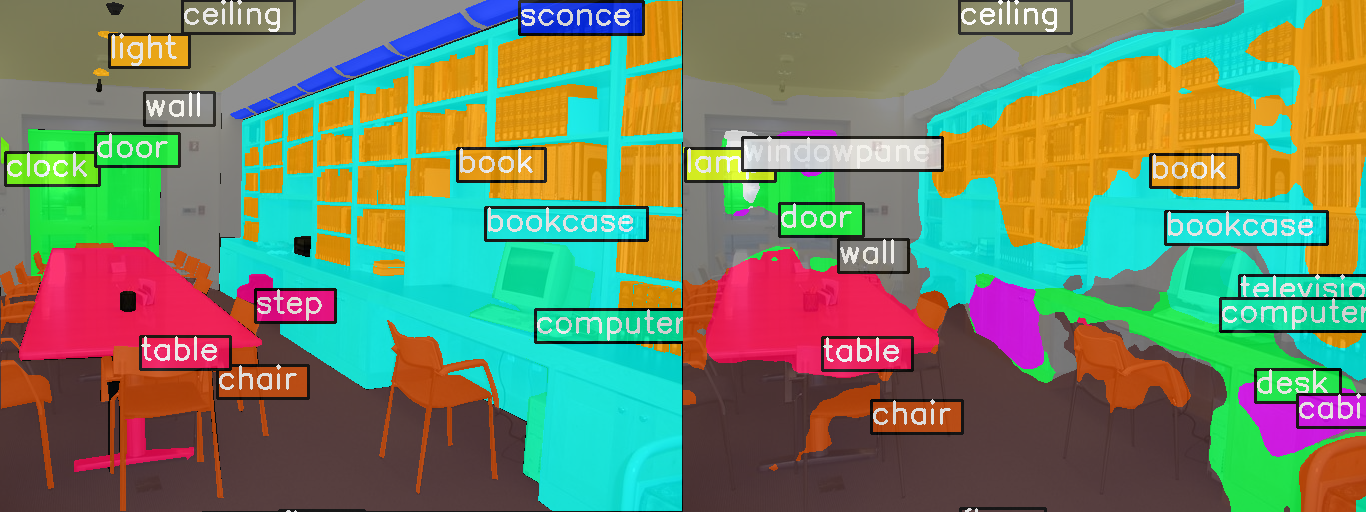 ceiling
sconce
light
wall
door
clock
book
bookcase
step
computer
table
chair
ceiling
windowpane
book
door
bookcase
wall
computer
table
desk
chair